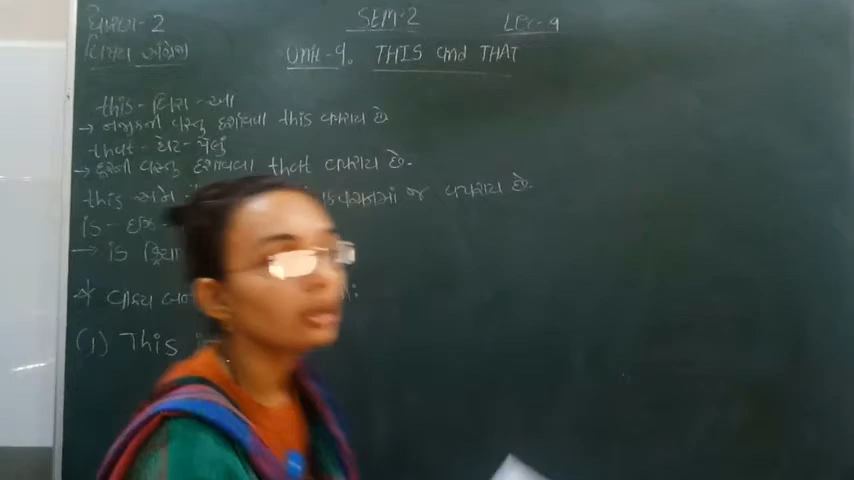 ધોરણ-2
SEM-2
LEC-9
વિષય અંગ્રેજી
Unit-9. THIS and THAT
this - ધિસ - આ
→ નજીકની વસ્તુ દર્શાવવા this વપરાય છે
that - ધેટ - પેલું
→ દૂરની વસ્તુ દર્શાવવા that વપરાય છે.
this અને જ વપરાય છે.
is - ઈઝ -
→ is ક્રિયા
* વાક્ય
(1) This